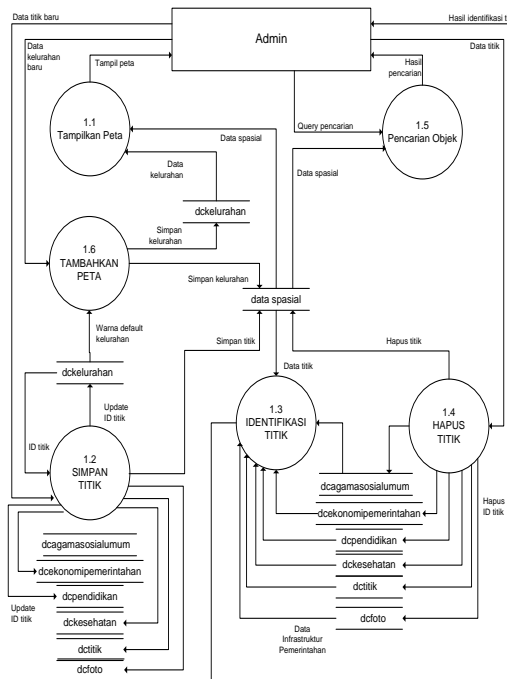 Data titik baru
Hasil identifikasi t
Admin
Data
kelurahan
baru
Data titik
Tampil peta
Hasil
pencarian
1.1
Tampilkan Peta
Query pencarian
1.5
Pencarian Objek
Data spasial
Data
kelurahan
Data spasial
dckelurahan
Simpan
kelurahan
1.6
TAMBAHKAN
PETA
Simpan kelurahan
data spasial
Warna default
kelurahan
Simpan titik
Hapus titik
dckelurahan
Data titik
Update
ID titik
1.3
IDENTIFIKASI
TITIK
1.4
HAPUS
TITIK
ID titik
1.2
SIMPAN
TITIK
dcagamasosialumum
Hapus
ID titik
dcekonomipemerintahan
dcagamasosialumum
dcpendidikan
dcekonomipemerintahan
dckesehatan
dcpendidikan
dctitik
Update
ID titik
dckesehatan
dcfoto
Data
Infrastruktur
Pemerintahan
dctitik
dcfoto